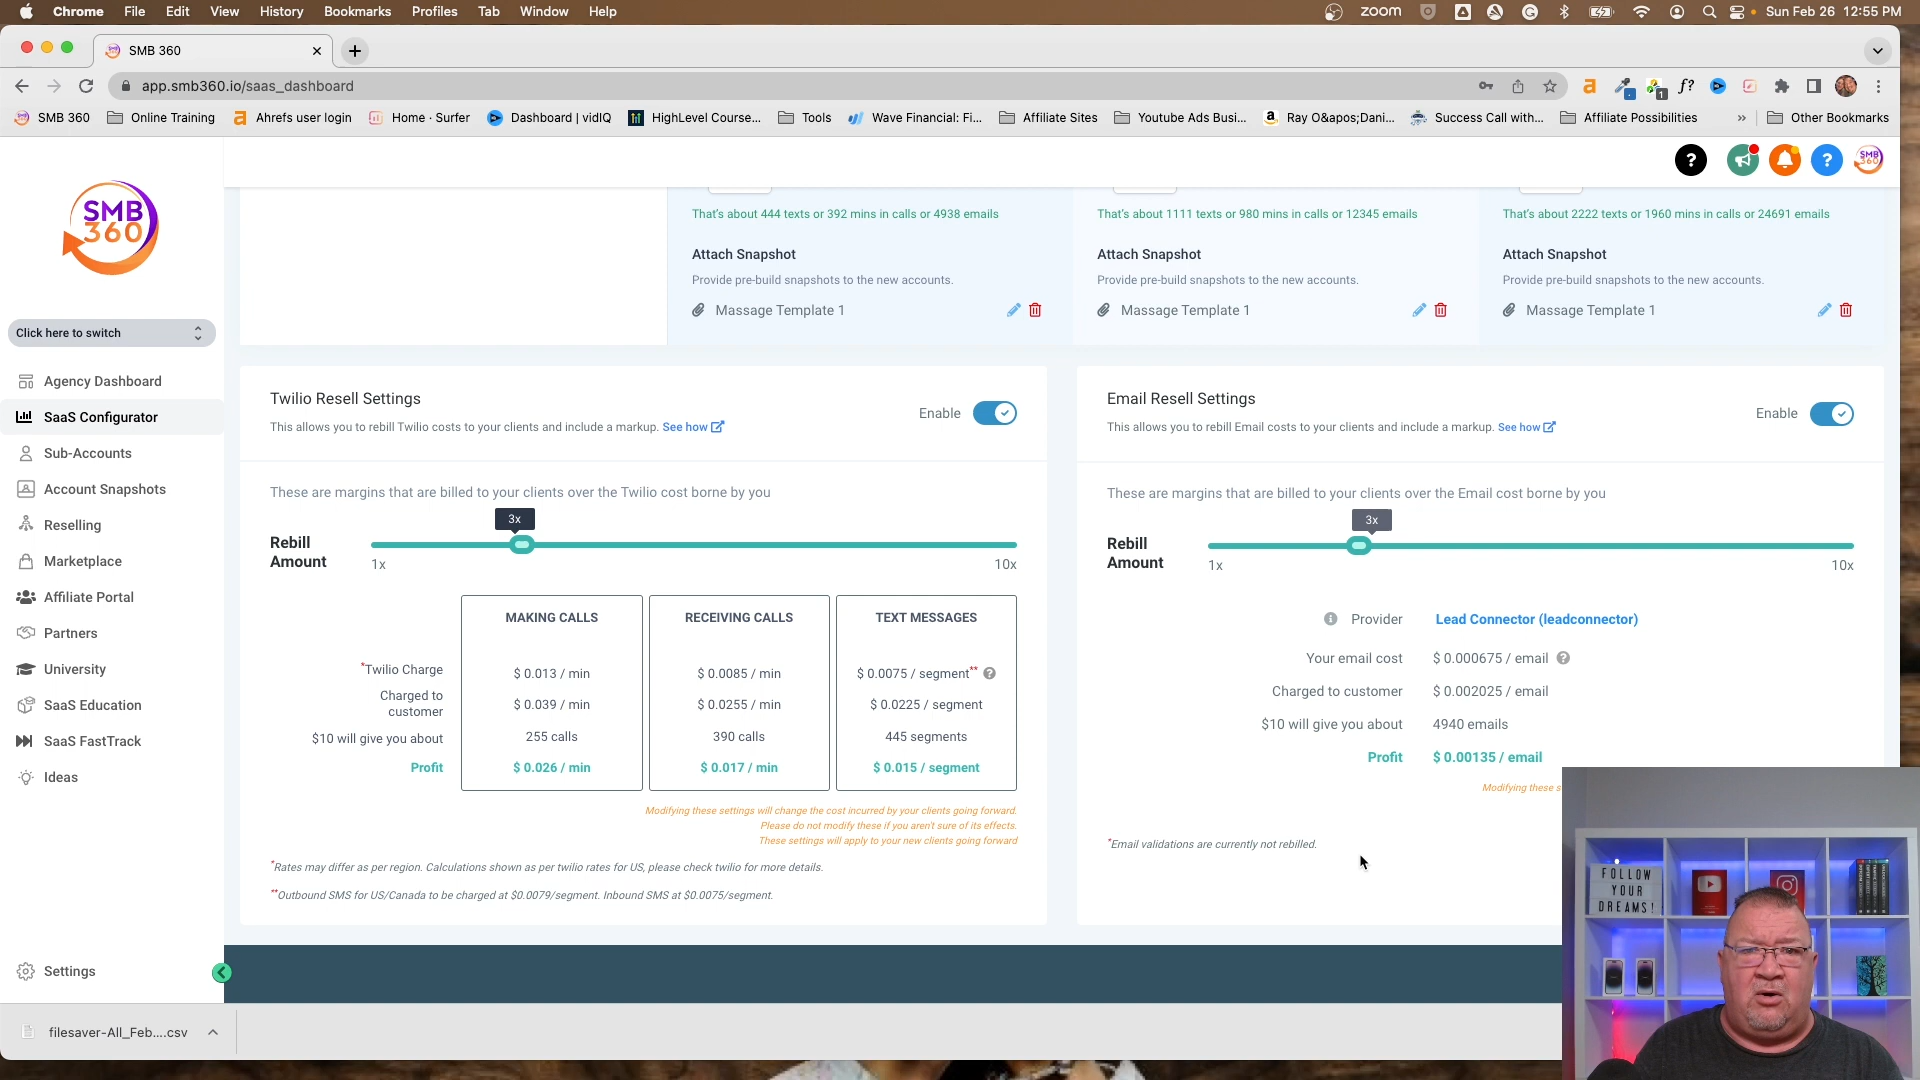 Chrome File Edit View History Bookmarks Profiles Tab Window Help
zoom Sun Feb 26 12:55 PM
SMB 360
app.smb360.io/saas_dashboard
SMB 360 Online Training Ahrefs user login Home · Surfer Dashboard | vidIQ HighLevel Course... Tools Wave Financial: Fi... Affiliate Sites Youtube Ads Busi... Ray O&apos;Dani... Success Call with... Affiliate Possibilities » Other Bookmarks
SMB
360
Click here to switch
Agency Dashboard
SaaS Configurator
Sub-Accounts
Account Snapshots
Reselling
Marketplace
Affiliate Portal
Partners
University
SaaS Education
SaaS FastTrack
Ideas
Settings
That's about 444 texts or 392 mins in calls or 4938 emails
Attach Snapshot
Provide pre-build snapshots to the new accounts.
Massage Template 1
That's about 1111 texts or 980 mins in calls or 12345 emails
Attach Snapshot
Provide pre-build snapshots to the new accounts.
Massage Template 1
That's about 2222 texts or 1960 mins in calls or 24691 emails
Attach Snapshot
Provide pre-build snapshots to the new accounts.
Massage Template 1
Twilio Resell Settings
Enable
This allows you to rebill Twilio costs to your clients and include a markup. See how
These are margins that are billed to your clients over the Twilio cost borne by you
3x
Rebill
Amount
1x 10x
MAKING CALLS RECEIVING CALLS TEXT MESSAGES
*Twilio Charge $ 0.013 / min $ 0.0085 / min $ 0.0075 / segment** ?
Charged to
customer $ 0.039 / min $ 0.0255 / min $ 0.0225 / segment
$10 will give you about 255 calls 390 calls 445 segments
Profit $ 0.026 / min $ 0.017 / min $ 0.015 / segment
Modifying these settings will change the cost incurred by your clients going forward.
Please do not modify these if you aren't sure of its effects.
These settings will apply to your new clients going forward
*Rates may differ as per region. Calculations shown as per twilio rates for US, please check twilio for more details.
**Outbound SMS for US/Canada to be charged at $0.0079/segment. Inbound SMS at $0.0075/segment.
Email Resell Settings
Enable
This allows you to rebill Email costs to your clients and include a markup. See how
These are margins that are billed to your clients over the Email cost borne by you
3x
Rebill
Amount
1x 10x
Provider Lead Connector (leadconnector)
Your email cost $ 0.000675 / email ?
Charged to customer $ 0.002025 / email
$10 will give you about 4940 emails
Profit $ 0.00135 / email
Modifying these s
*Email validations are currently not rebilled.
filesaver-All_Feb....csv
FOLLOW
YOUR
DREAMS!